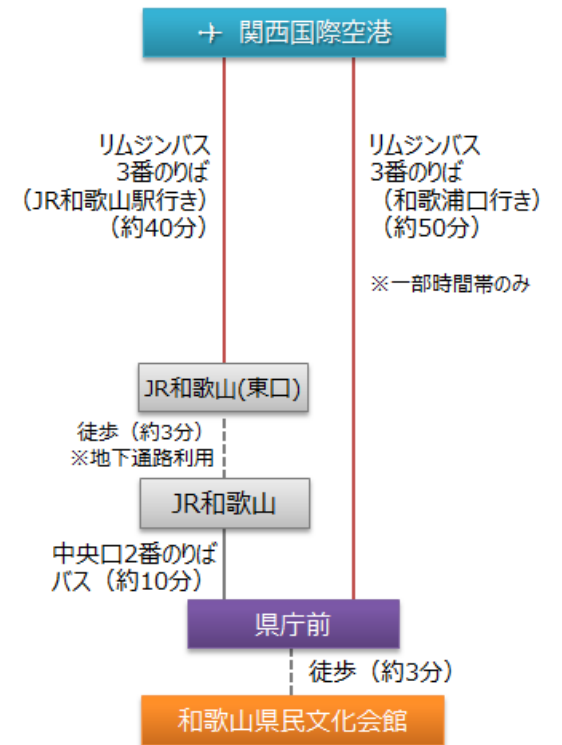 関西国際空港
リムジンバス
3番のりば
(JR和歌山駅行き)
(約40分)
リムジンバス
3番のりば
(和歌浦口行き)
(約50分)
※一部時間帯のみ
JR和歌山(東口)
徒歩(約3分)
※地下通路利用
JR和歌山
中央口2番のりば
バス(約10分)
県庁前
徒歩(約3分)
和歌山県民文化会館